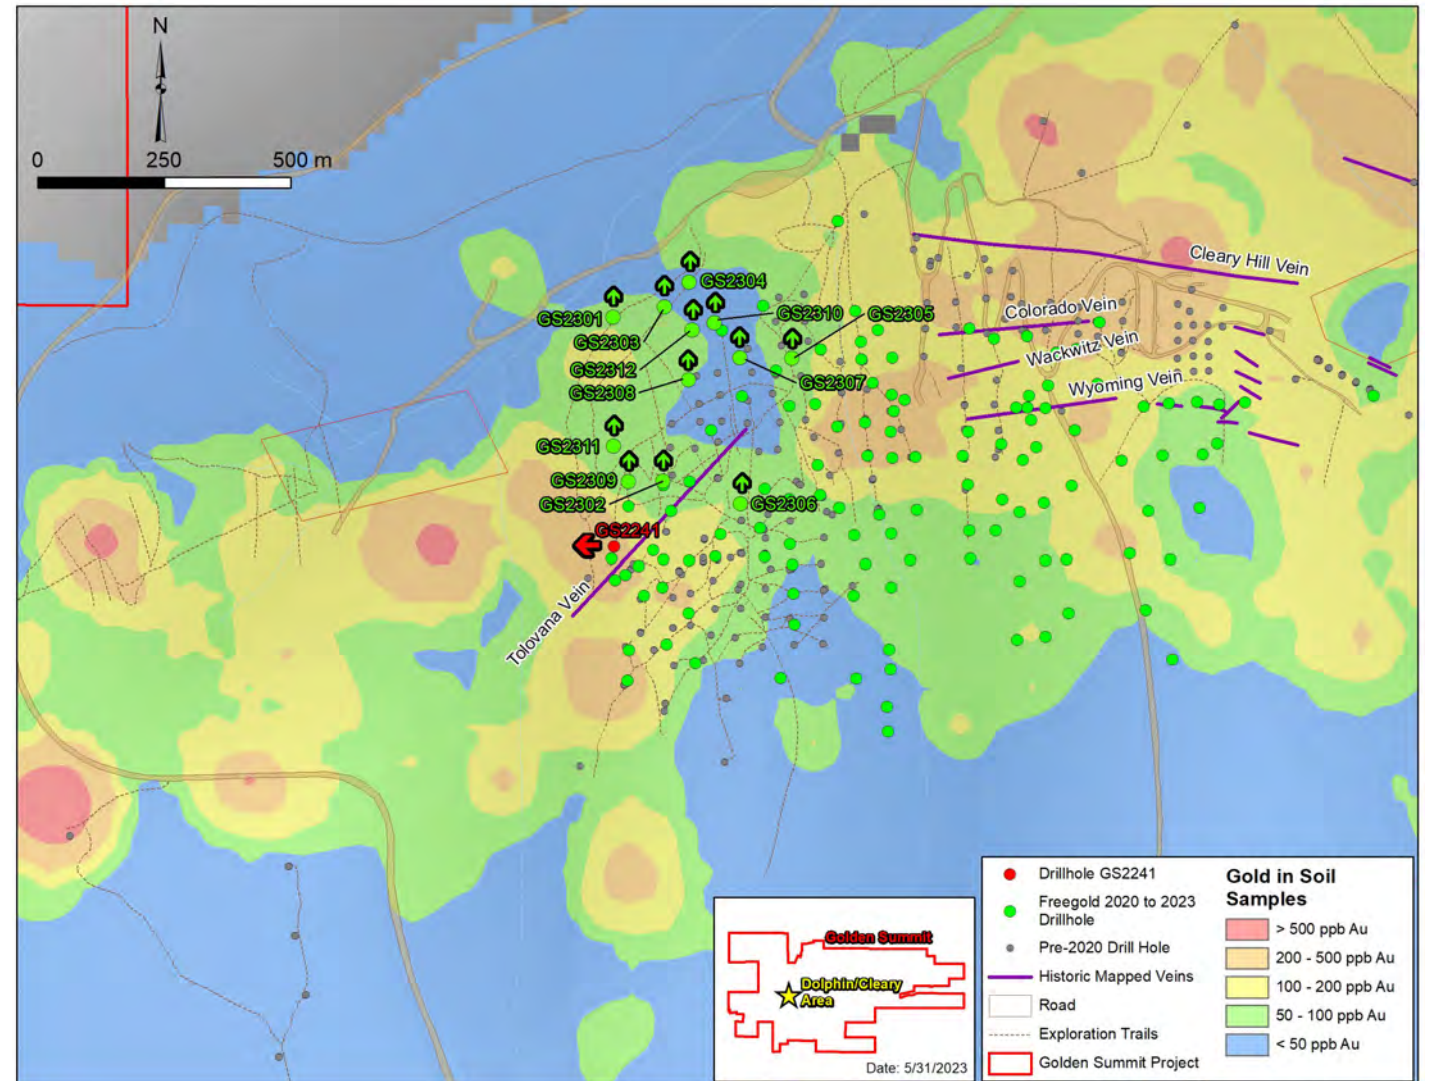 N
0 250 500 m
Cleary Hill Vein
GS2304
GS2301
GS2310
GS2305
Colorado Vein
GS2303
Wackwitz Vein
GS2312
GS2307
GS2308
Wyoming Vein
GS2311
GS2309
GS2302
GS2306
GS2241
Tolovana Vein
Golden Summit
Dolphin/Cleary
Area
Date: 5/31/2023
Drillhole GS2241
Freegold 2020 to 2023
Drillhole
Pre-2020 Drill Hole
Historic Mapped Veins
Road
Exploration Trails
Golden Summit Project
Gold in Soil
Samples
> 500 ppb Au
200 - 500 ppb Au
100 - 200 ppb Au
50 - 100 ppb Au
< 50 ppb Au